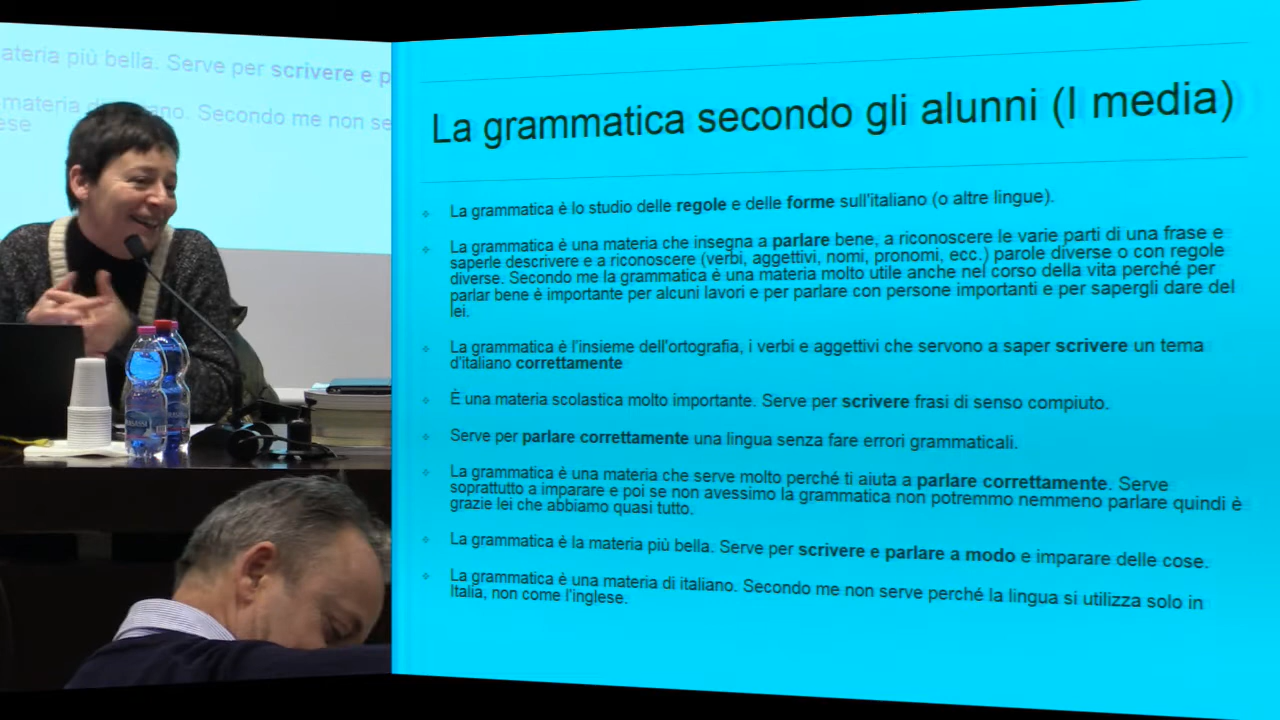 ateria più bella. Serve per scrivere e p
materia di
ano. Secondo me non se
ese
La grammatica secondo gli alunni (I media)
La grammatica è lo studio delle regole e delle forme sull'italiano (o altre lingue).
La grammatica è una materia che insegna a parlare bene, a riconoscere le varie parti di una frase e
saperle descrivere e a riconoscere (verbi, aggettivi, nomi, pronomi, ecc.) parole diverse o con regole
diverse. Secondo me la grammatica è una materia molto utile anche nel corso della vita perché per
parlar bene è importante per alcuni lavori e per parlare con persone importanti e per sapergli dare del
lei.
La grammatica è l'insieme dell'ortografia, i verbi e aggettivi che servono a saper scrivere un tema
d'italiano correttamente
È una materia scolastica molto importante. Serve per scrivere frasi di senso compiuto.
Serve per parlare correttamente una lingua senza fare errori grammaticali.
La grammatica è una materia che serve molto perché ti aiuta a parlare correttamente. Serve
soprattutto a imparare e poi se non avessimo la grammatica non potremmo nemmeno parlare quindi è
grazie lei che abbiamo quasi tutto.
La grammatica è la materia più bella. Serve per scrivere e parlare a modo e imparare delle cose.
La grammatica è una materia di italiano. Secondo me non serve perché la lingua si utilizza solo in
Italia, non come l'inglese.